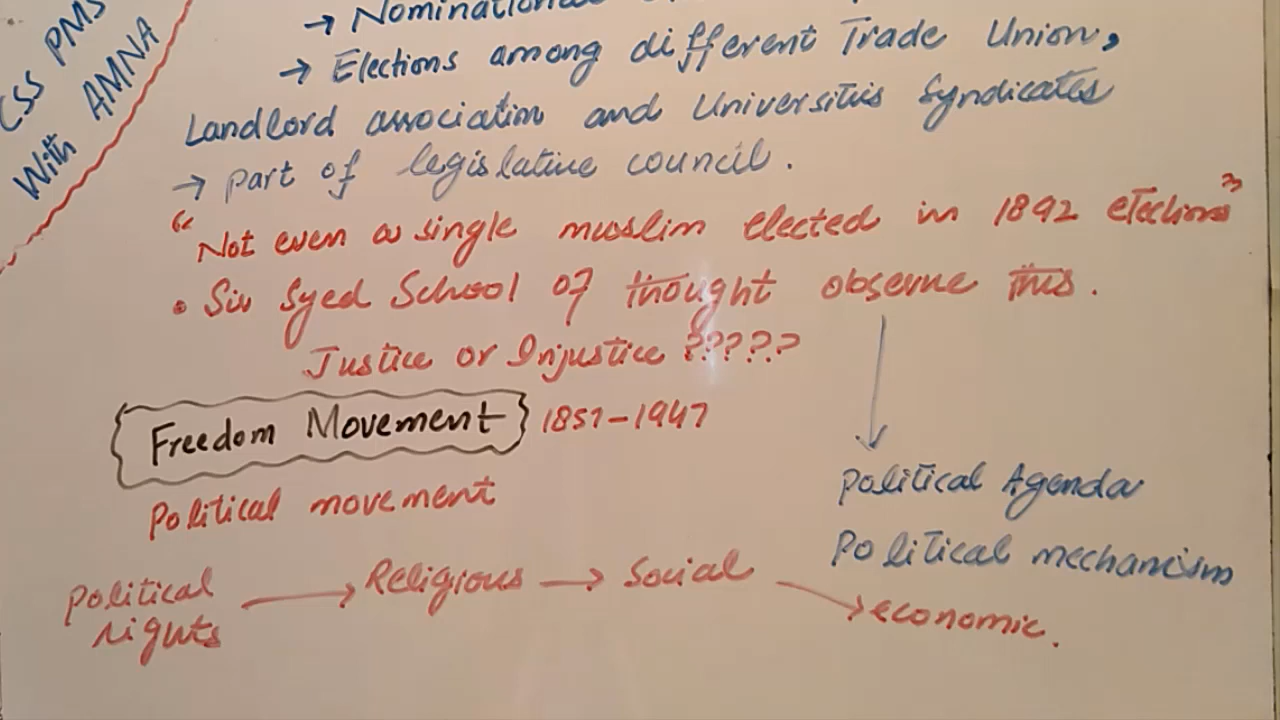 CSS PMS
With AMNA
→ Nomination
→ Elections among different Trade Union,
Landlord association and Universitis Syndicates
→ part of legislative council.
"Not even a single muslim elected in 1892 elections"
• Sir Syed School of thought observe this.
Justice or Injustice ?????
{Freedom Movement} 1857-1947
Political movement
Political Agenda
Political mechanism
Political rights → Religious → Social → economic.